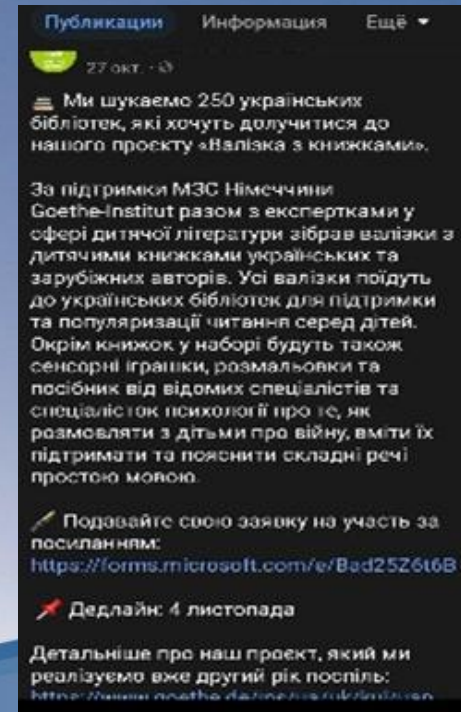 Публикации Информация Ещё
27 окт.
Ми шукаємо 250 українських
бібліотек, які хочуть долучитися до
нашого проєкту «Валізка з книжками».
За підтримки МЗС Німеччини
Goethe-Institut разом з експертками у
сфері дитячої літератури зібрав валізки з
дитячими книжками українських та
зарубіжних авторів. Усі валізки поїдуть
до українських бібліотек для підтримки
та популяризації читання серед дітей.
Окрім книжок у наборі будуть також
сенсорні іграшки, розмальовки та
посібник від відомих спеціалістів та
спеціалісток психології про те, як
розмовляти з дітьми про війну, вміти їх
підтримати та пояснити складні речі
простою мовою.
Подавайте свою заявку на участь за
посиланням:
https://forms.microsoft.com/e/Bad25Z6t6B
Дедлайн: 4 листопада
Детальніше про наш проєкт, який ми
реалізуємо вже другий рік поспіль: